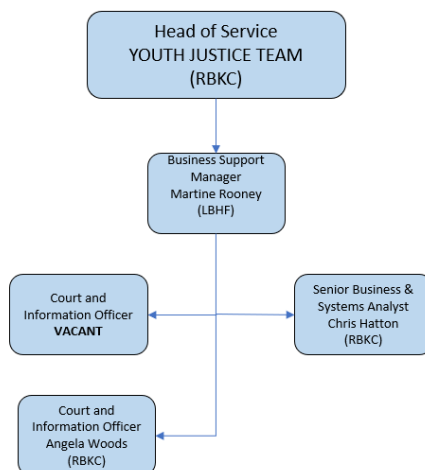 Head of Service
YOUTH JUSTICE TEAM
(RBKC)
Business Support
Manager
Martine Rooney
(LBHF)
Court and
Information Officer
VACANT
Senior Business &
Systems Analyst
Chris Hatton
(RBKC)
Court and
Information Officer
Angela Woods
(RBKC)